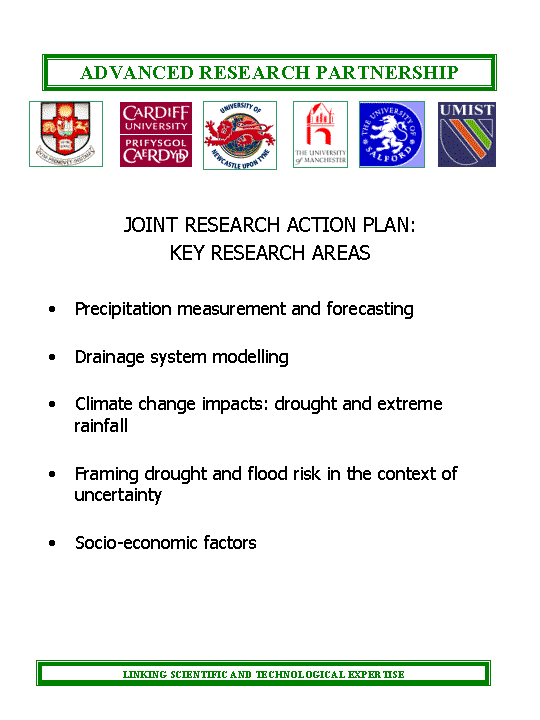 ADVANCED RESEARCH PARTNERSHIP
CARDIFF
UNIVERSITY
PRIFYSGOL
CAERDYDD
UNIVERSITY OF
NEWCASTLE UPON TYNE
THE UNIVERSITY
of MANCHESTER
THE UNIVERSITY OF
SALFORD
UMIST
JOINT RESEARCH ACTION PLAN:
KEY RESEARCH AREAS
• Precipitation measurement and forecasting
• Drainage system modelling
• Climate change impacts: drought and extreme
rainfall
• Framing drought and flood risk in the context of
uncertainty
• Socio-economic factors
LINKING SCIENTIFIC AND TECHNOLOGICAL EXPERTISE